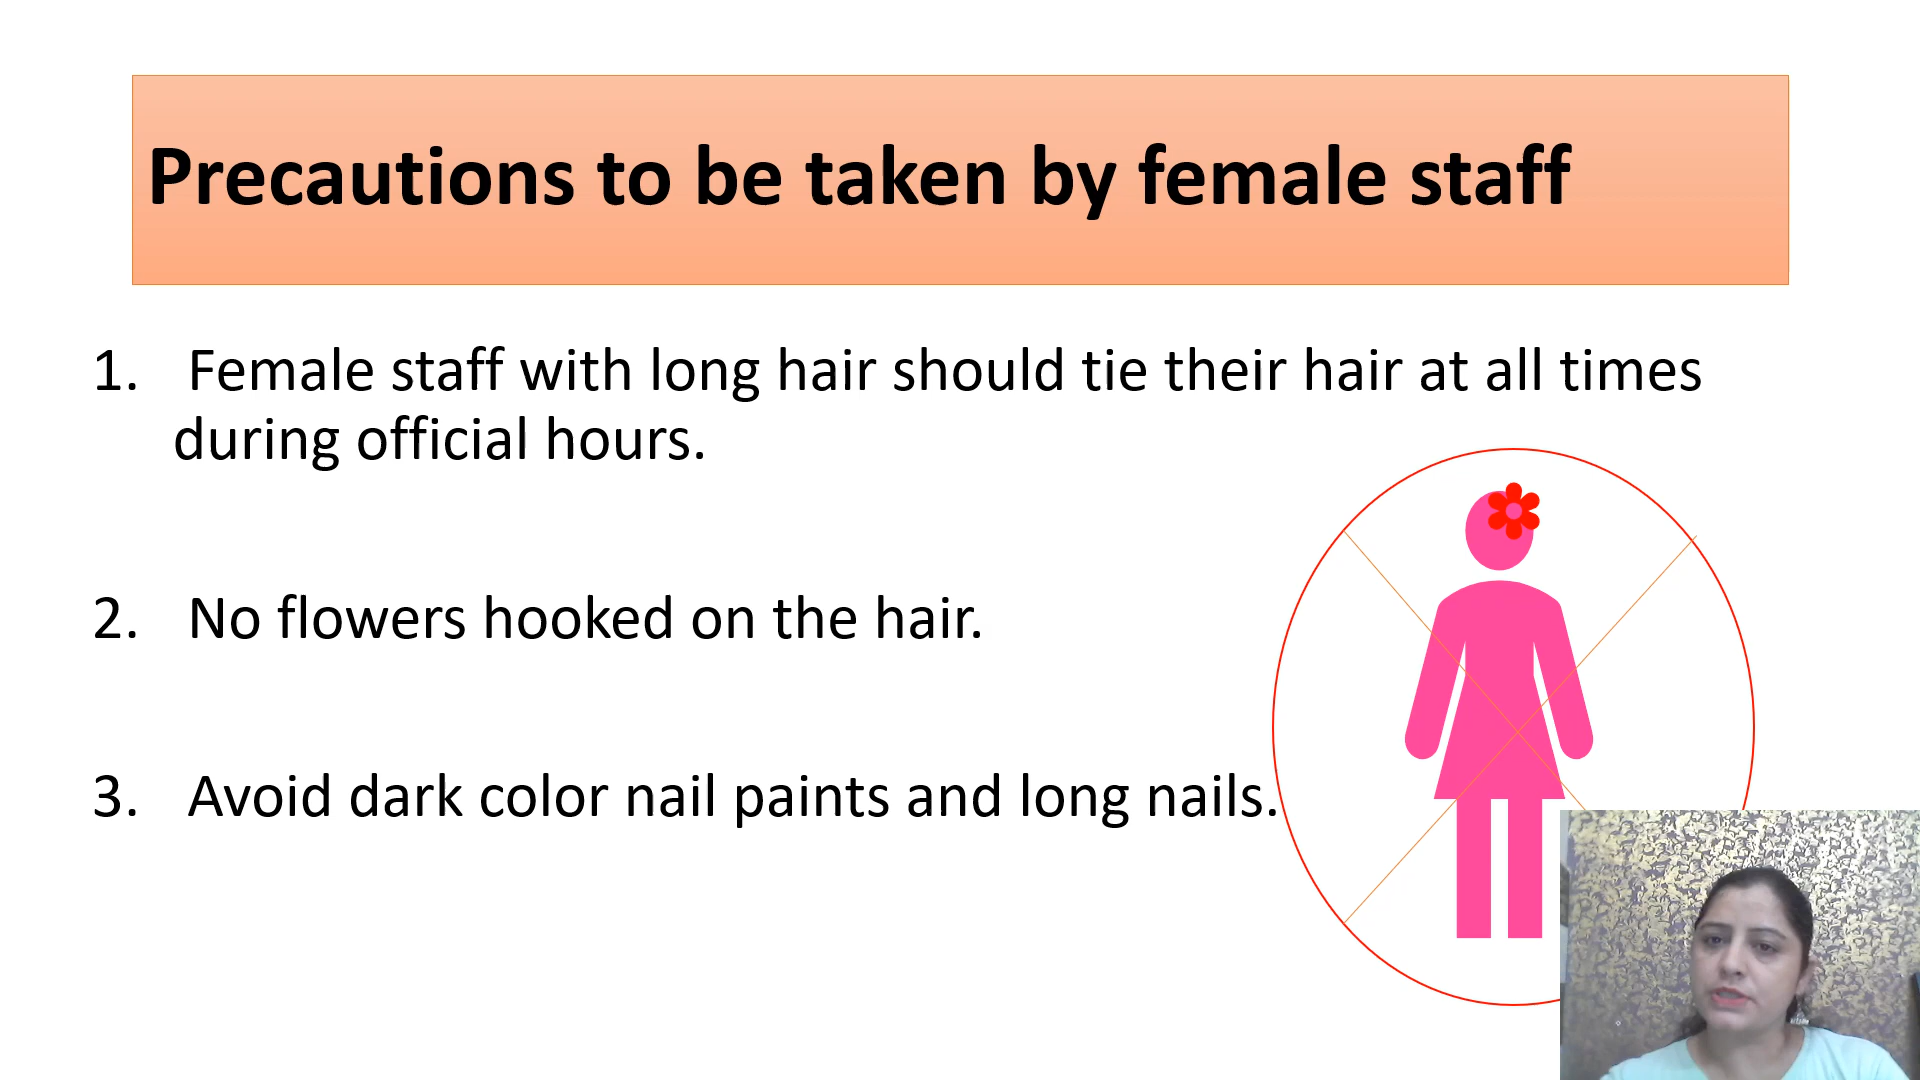 Precautions to be taken by female staff
1. Female staff with long hair should tie their hair at all times
during official hours.
2. No flowers hooked on the hair.
3. Avoid dark color nail paints and long nails.